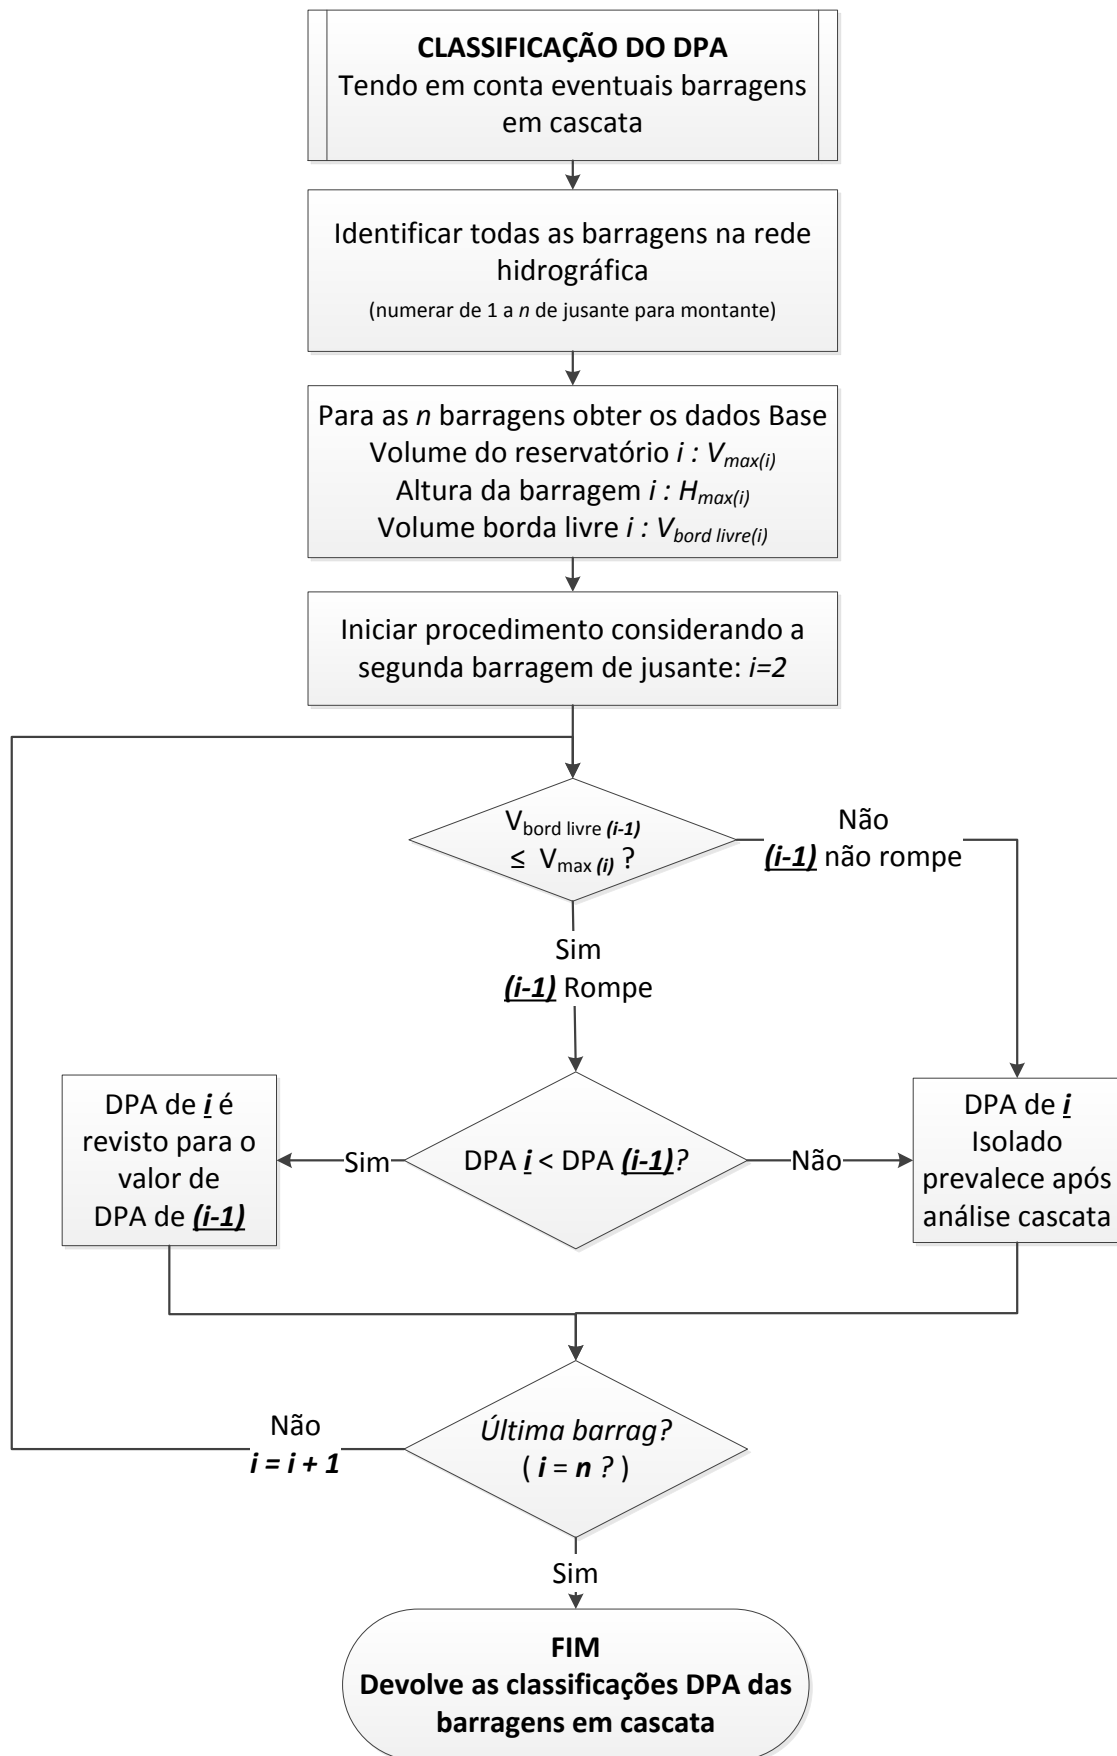 CLASSIFICAÇÃO DO DPA
Tendo em conta eventuais barragens
em cascata
Identificar todas as barragens na rede
hidrográfica
(numerar de 1 a n de jusante para montante)
Para as n barragens obter os dados Base
Volume do reservatório i : Vmax(i)
Altura da barragem i : Hmax(i)
Volume borda livre i : Vbord livre(i)
Iniciar procedimento considerando a
segunda barragem de jusante: i=2
Vbord livre (i-1)
≤ Vmax (i) ?
Não
(i-1) não rompe
Sim
(i-1) Rompe
DPA de i é
revisto para o
valor de
DPA de (i-1)
Sim
DPA i < DPA (i-1)?
Não
DPA de i
Isolado
prevalece após
análise cascata
Não
i = i + 1
Última barrag?
( i = n ? )
Sim
FIM
Devolve as classificações DPA das
barragens em cascata